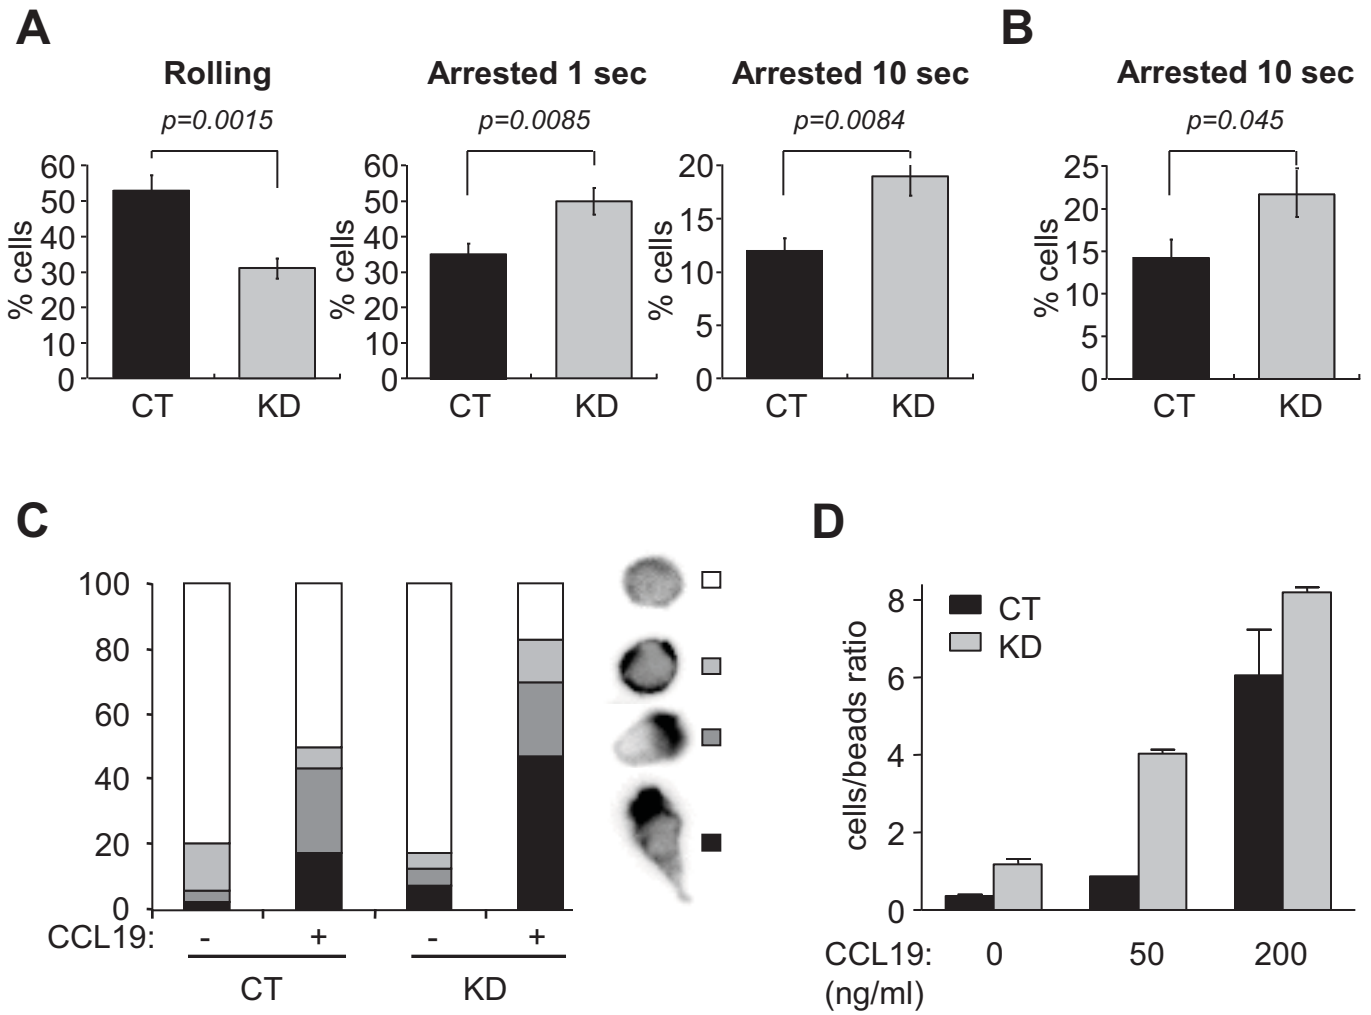 A
B
Rolling
Arrested 1 sec
Arrested 10 sec
Arrested 10 sec
p=0.0015
p=0.0085
p=0.0084
p=0.045
% cells
60
50
40
30
20
10
0
CT KD
% cells
60
50
40
30
20
10
0
CT KD
% cells
20
15
10
5
0
CT KD
% cells
25
20
15
10
5
0
CT KD
C
100
80
60
40
20
0
CCL19: - + - +
CT KD
D
cells/beads ratio
8
6
4
2
0
CT
KD
CCL19: 0 50 200
(ng/ml)